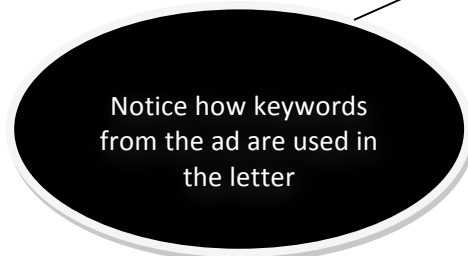 Notice how keywords
from the ad are used in
the letter